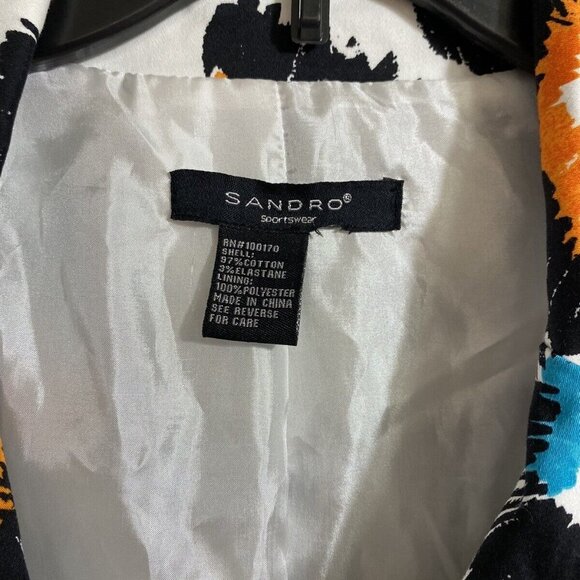 SANDRO®
Sportswear
RN#100170
SHELL:
97%COTTON
3%ELASTANE
LINING:
100%POLYESTER
MADE IN CHINA
SEE REVERSE
FOR CARE